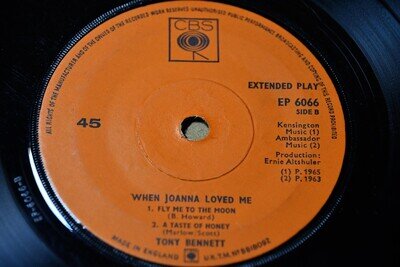 ALL RIGHTS OF THE MANUFACTURER AND OF THE OWNER OF THE RECORDED WORK RESERVED UNAUTHORISED PUBLIC PERFORMANCE BROADCASTING AND COPYING OF THIS RECORD PROHIBITED
CBS
EXTENDED PLAY
EP 6066
SIDE B
45
Kensington
Music (1)
Ambassador
Music (2)
Production:
Ernie Altshuler
(1) P. 1965
(2) P. 1963
WHEN JOANNA LOVED ME
1. FLY ME TO THE MOON
(B. Howard)
2. A TASTE OF HONEY
(Marlow:Scott)
TONY BENNETT
MADE IN ENGLAND